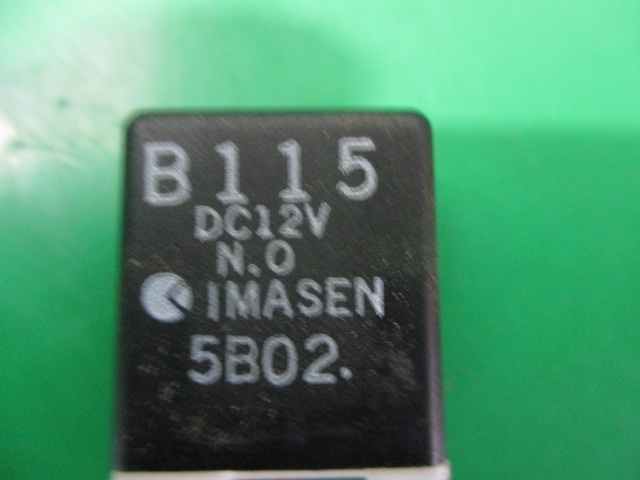 B115
DC12V
N.O
IMASEN
5B02.